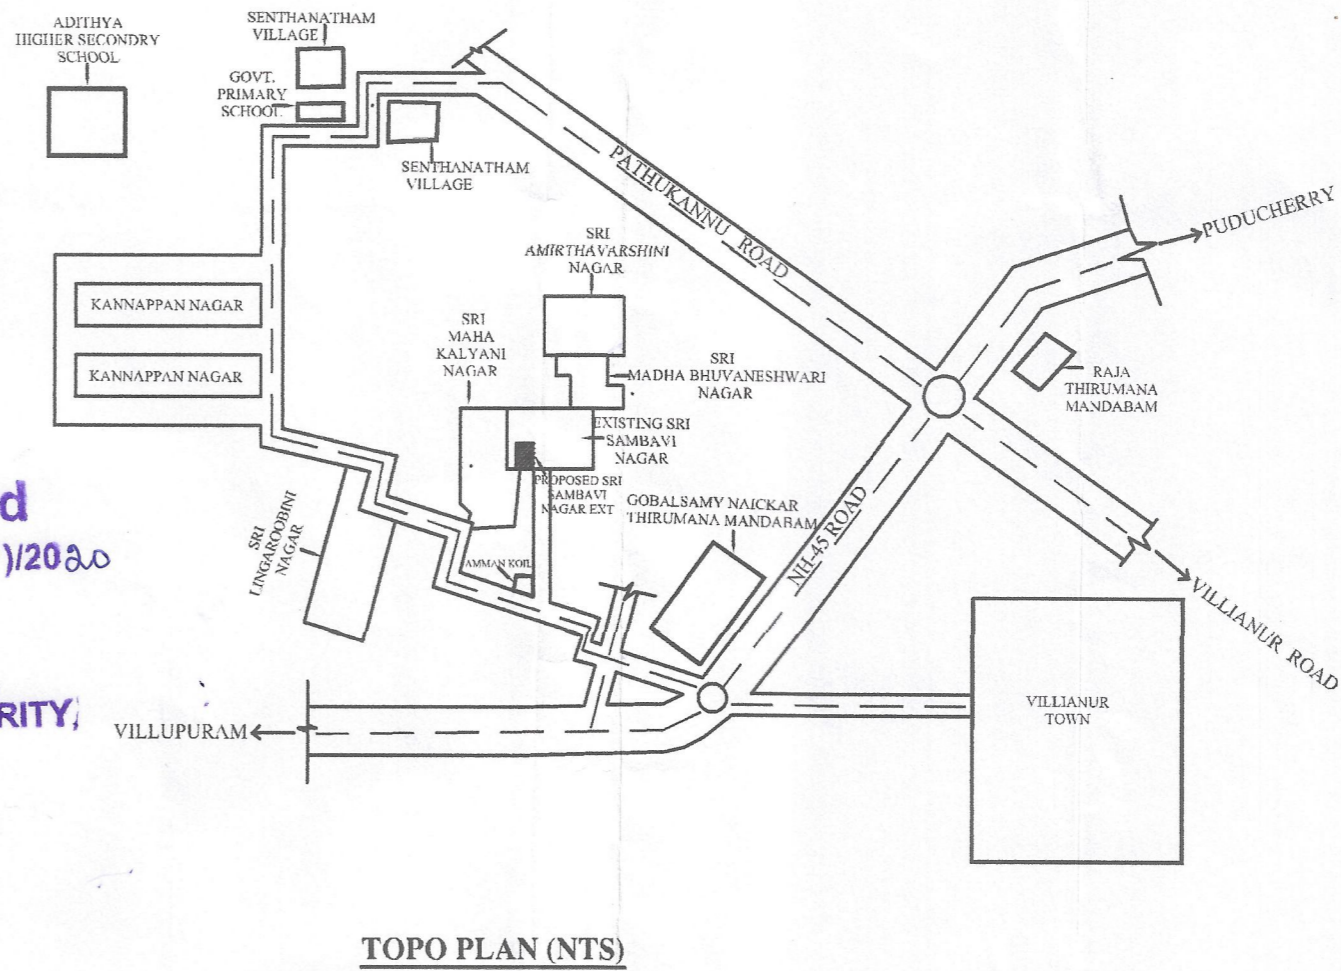 ADITHYA
HIGHER SECONDRY
SCHOOL
SENTHANATHAM
VILLAGE
GOVT.
PRIMARY
SCHOOL
SENTHANATHAM
VILLAGE
PATHUKANNU ROAD
PUDUCHERRY
SRI
AMIRTHAVARSHINI
NAGAR
KANNAPPAN NAGAR
KANNAPPAN NAGAR
SRI
MAHA
KALYANI
NAGAR
SRI
MADHA BHUVANESHWARI
NAGAR
RAJA
THIRUMANA
MANDABAM
EXISTING SRI
SAMBAVI
NAGAR
PROPOSED SRI
SAMBAVI
NAGAR EXT
GOBALSAMY NAICKAR
THIRUMANA MANDABAM
NH-45 ROAD
d
)/2020
SRI
LINGAROOBINI
NAGAR
AMMAN KOIL
VILLIANUR ROAD
RITY,
VILLUPURAM
VILLIANUR
TOWN
TOPO PLAN (NTS)